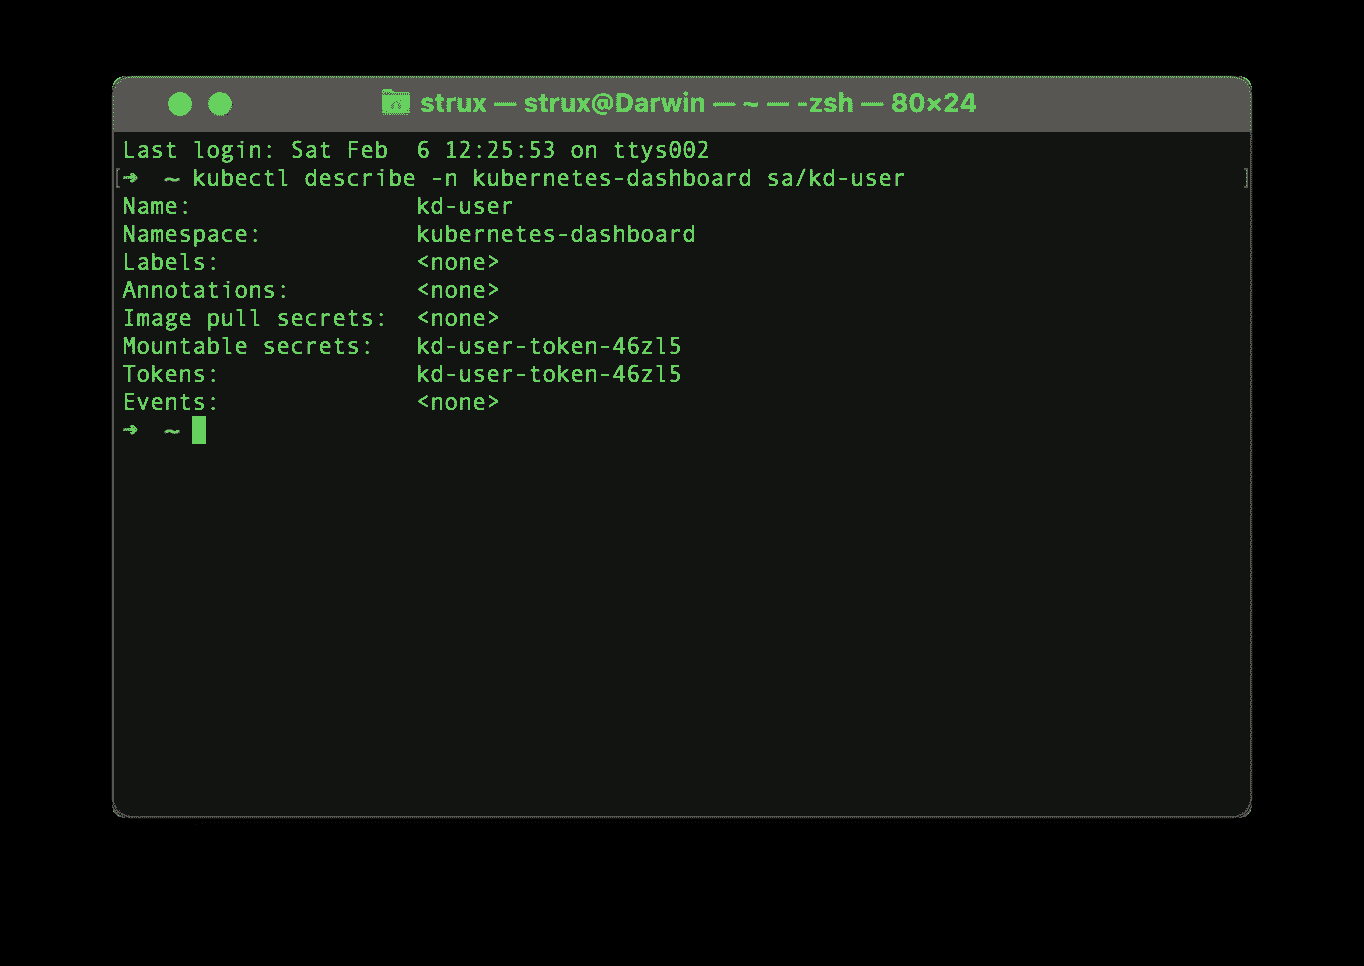 strux — strux@Darwin — ~ — -zsh — 80×24
Last login: Sat Feb  6 12:25:53 on ttys002
[➜  ~ kubectl describe -n kubernetes-dashboard sa/kd-user ]
Name:                kd-user
Namespace:           kubernetes-dashboard
Labels:              <none>
Annotations:         <none>
Image pull secrets:  <none>
Mountable secrets:   kd-user-token-46zl5
Tokens:              kd-user-token-46zl5
Events:              <none>
➜  ~